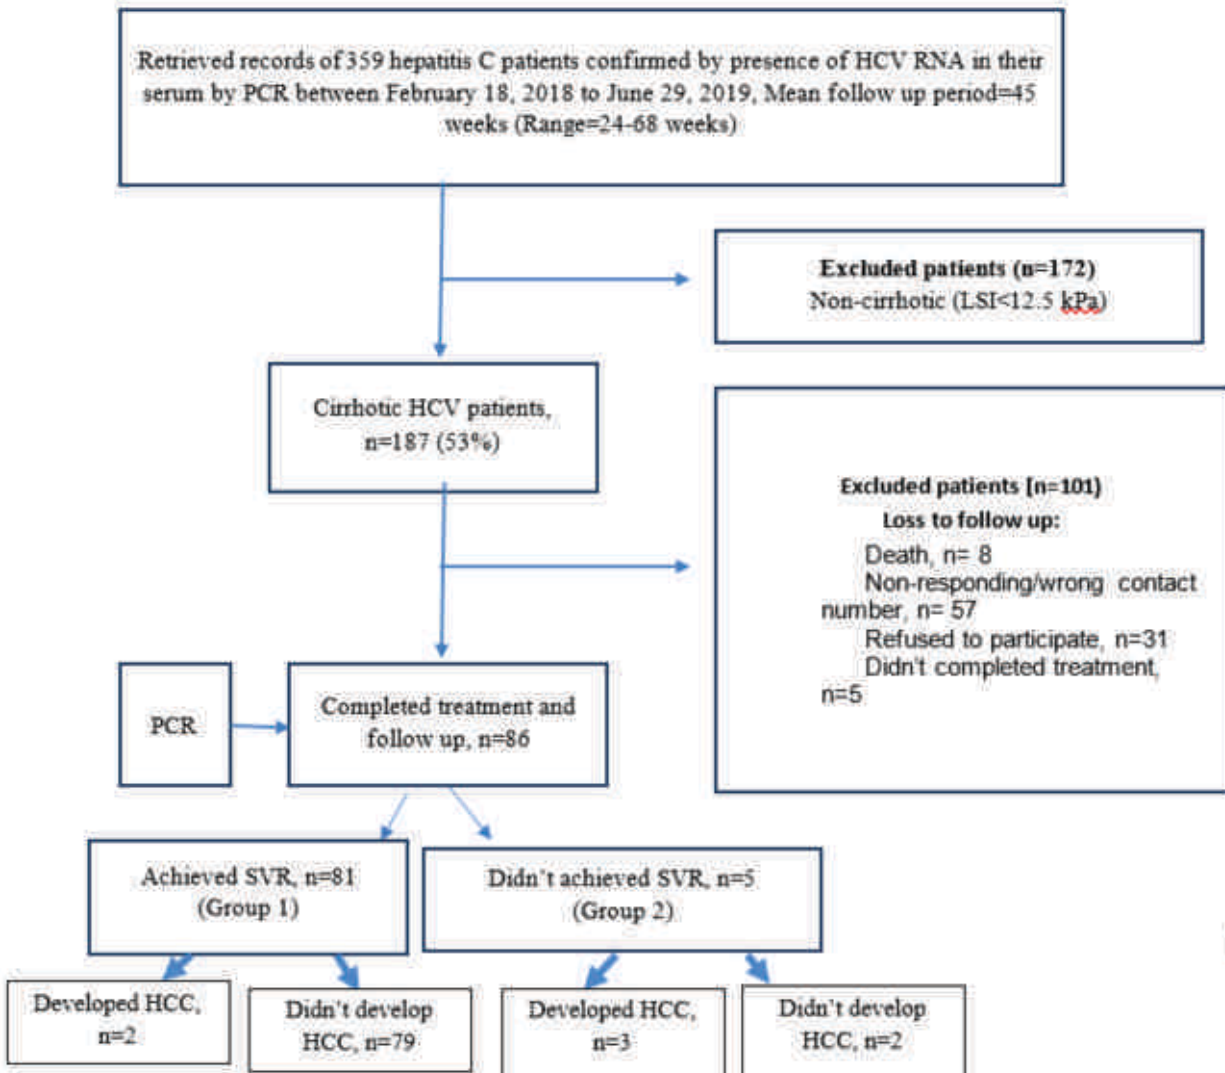 Retrieved records of 359 hepatitis C patients confirmed by presence of HCV RNA in their
serum by PCR between February 18, 2018 to June 29, 2019, Mean follow up period=45
weeks (Range=24-68 weeks)
Excluded patients (n=172)
Non-cirrhotic (LSI<12.5 kPa)
Cirrhotic HCV patients,
n=187 (53%)
Excluded patients (n=101)
Loss to follow up:
Death, n= 8
Non-responding/wrong contact
number, n= 57
Refused to participate, n=31
Didn't completed treatment,
n=5
PCR
Completed treatment and
follow up, n=86
Achieved SVR, n=81
(Group 1)
Didn't achieved SVR, n=5
(Group 2)
Developed HCC,
n=2
Didn't develop
HCC, n=79
Developed HCC,
n=3
Didn't develop
HCC, n=2